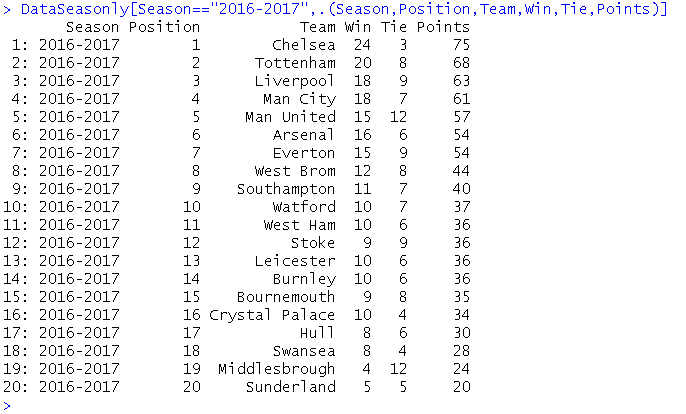 > DataSeasonly[Season=="2016-2017",.(Season,Position,Team,Win,Tie,Points)]
Season Position Team Win Tie Points
1: 2016-2017 1 Chelsea 24 3 75
2: 2016-2017 2 Tottenham 20 8 68
3: 2016-2017 3 Liverpool 18 9 63
4: 2016-2017 4 Man City 18 7 61
5: 2016-2017 5 Man United 15 12 57
6: 2016-2017 6 Arsenal 16 6 54
7: 2016-2017 7 Everton 15 9 54
8: 2016-2017 8 West Brom 12 8 44
9: 2016-2017 9 Southampton 11 7 40
10: 2016-2017 10 Watford 10 7 37
11: 2016-2017 11 West Ham 10 6 36
12: 2016-2017 12 Stoke 9 9 36
13: 2016-2017 13 Leicester 10 6 36
14: 2016-2017 14 Burnley 10 6 36
15: 2016-2017 15 Bournemouth 9 8 35
16: 2016-2017 16 Crystal Palace 10 4 34
17: 2016-2017 17 Hull 8 6 30
18: 2016-2017 18 Swansea 8 4 28
19: 2016-2017 19 Middlesbrough 4 12 24
20: 2016-2017 20 Sunderland 5 5 20
>